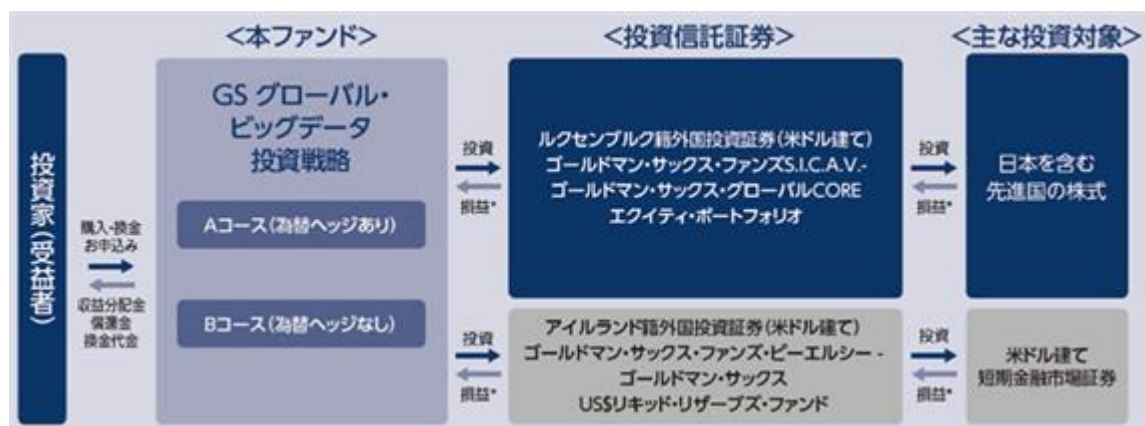 ＜本ファンド＞
＜投資信託証券＞
＜主な投資対象＞
投資家(受益者)
購入・換金
お申込み
収益分配金
償還金
換金代金
GS グローバル・
ビッグデータ
投資戦略
Aコース(為替ヘッジあり)
Bコース(為替ヘッジなし)
投資
損益*
ルクセンブルク籍外国投資証券(米ドル建て)
ゴールドマン・サックス・ファンズS.I.C.A.V.-
ゴールドマン・サックス・グローバルCORE
エクイティ・ポートフォリオ
投資
損益*
日本を含む
先進国の株式
投資
損益*
アイルランド籍外国投資証券(米ドル建て)
ゴールドマン・サックス・ファンズ・ピーエルシー -
ゴールドマン・サックス
US$リキッド・リザーブズ・ファンド
投資
損益*
米ドル建て
短期金融市場証券